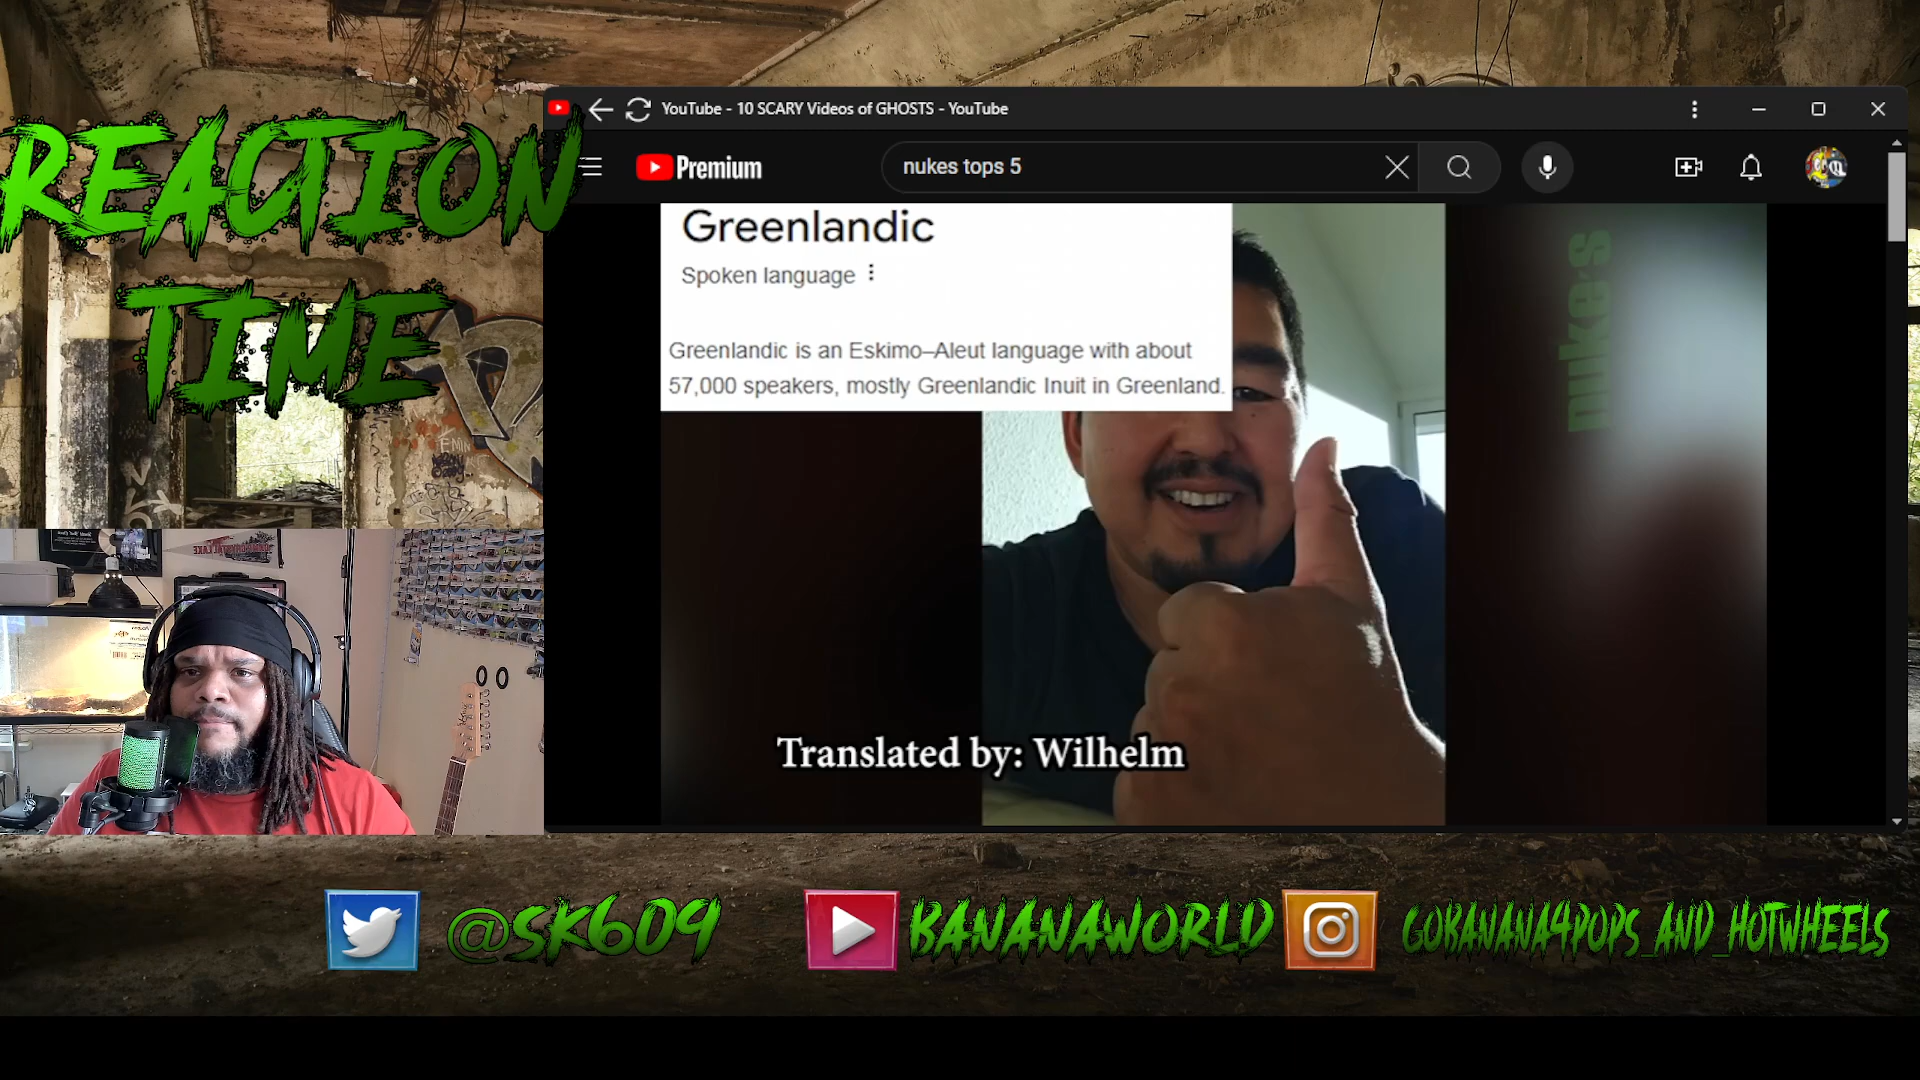 REACTION
TIME
YouTube - 10 SCARY Videos of GHOSTS - YouTube
Premium
nukes tops 5
Greenlandic
Spoken language
Greenlandic is an Eskimo–Aleut language with about
57,000 speakers, mostly Greenlandic Inuit in Greenland.
nuke's
Translated by: Wilhelm
@SK609
BANANAWORLD
GOBANANA4POPS_AND_HOTWHEELS